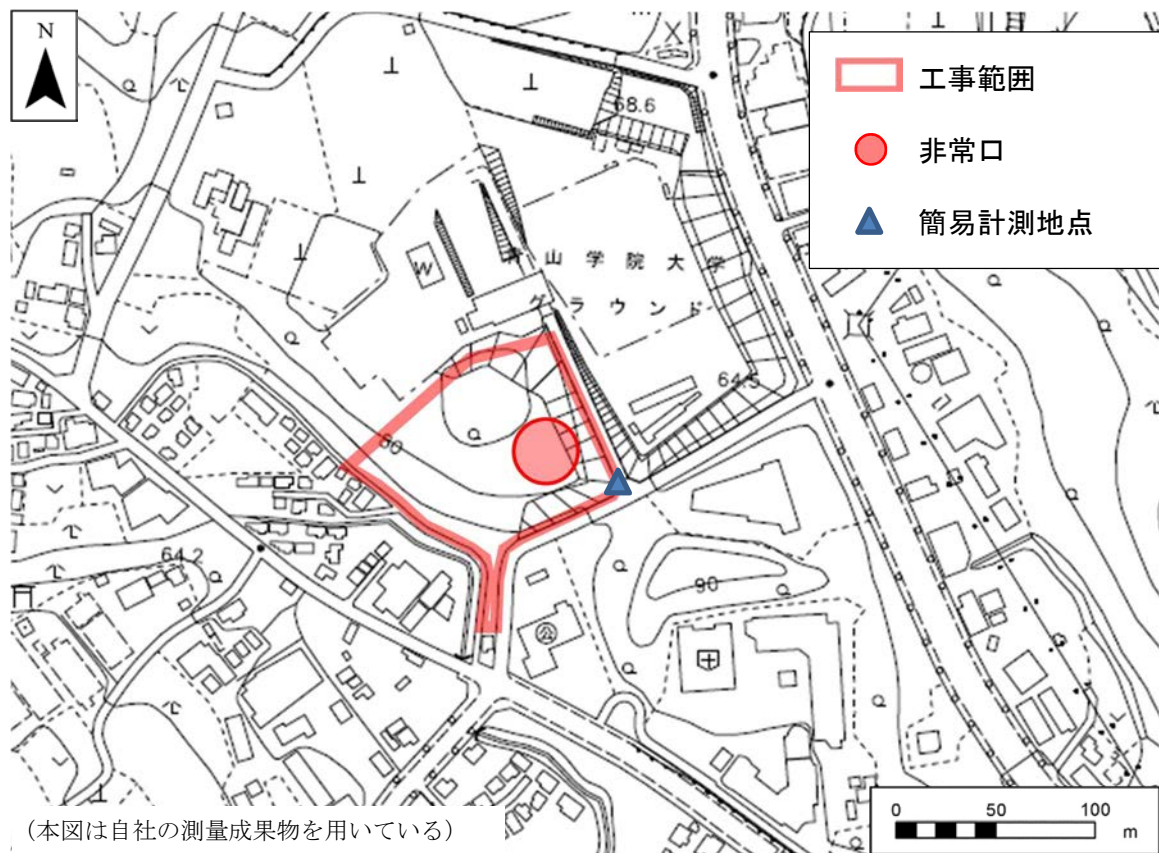 N
工事範囲
非常口
簡易計測地点
68.6
W
山学院大学
グラウンド
64.5
60
64.2
90
公
0 50 100
m
(本図は自社の測量成果物を用いている)